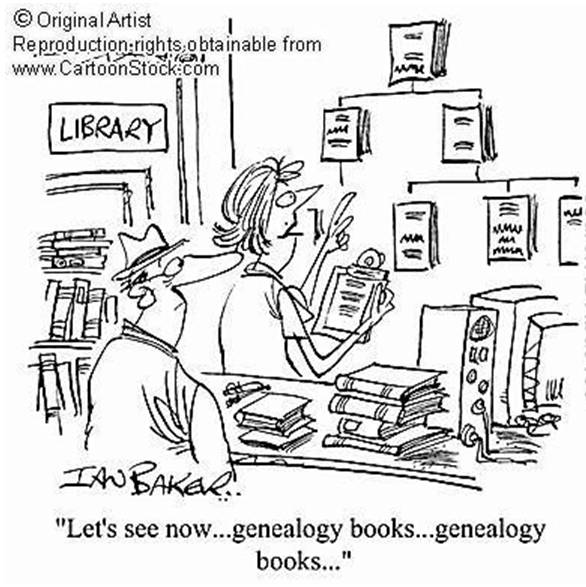 © Original Artist
Reproduction rights obtainable from
www.CartoonStock.com
LIBRARY
IAN BAKER..
"Let's see now...genealogy books...genealogy
books..."